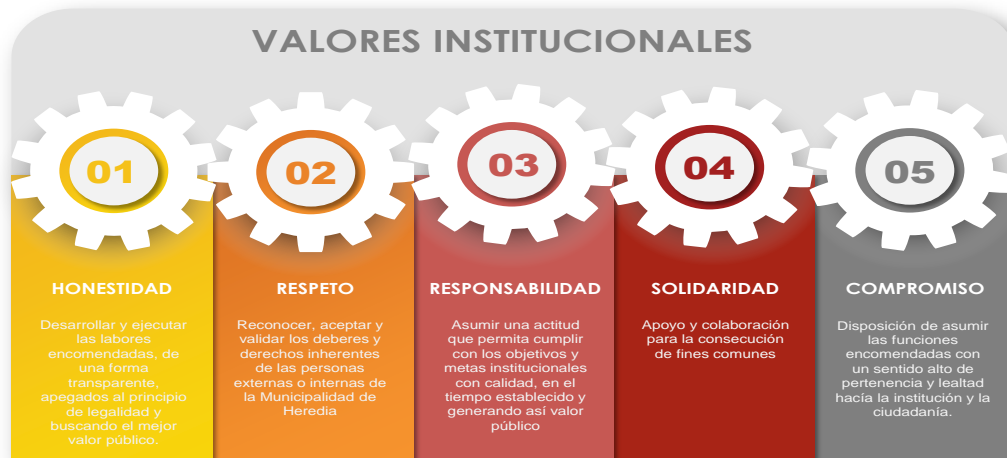 VALORES INSTITUCIONALES
01
HONESTIDAD
Desarrollar y ejecutar
las labores
encomendadas, de
una forma
transparente,
apegados al principio
de legalidad y
buscando el mejor
valor público.
02
RESPETO
Reconocer, aceptar y
validar los deberes y
derechos inherentes
de las personas
externas o internas de
la Municipalidad de
Heredia
03
RESPONSABILIDAD
Asumir una actitud
que permita cumplir
con los objetivos y
metas institucionales
con calidad, en el
tiempo establecido y
generando así valor
público
04
SOLIDARIDAD
Apoyo y colaboración
para la consecución
de fines comunes
05
COMPROMISO
Disposición de asumir
las funciones
encomendadas con
un sentido alto de
pertenencia y lealtad
hacía la institución y la
ciudadanía.